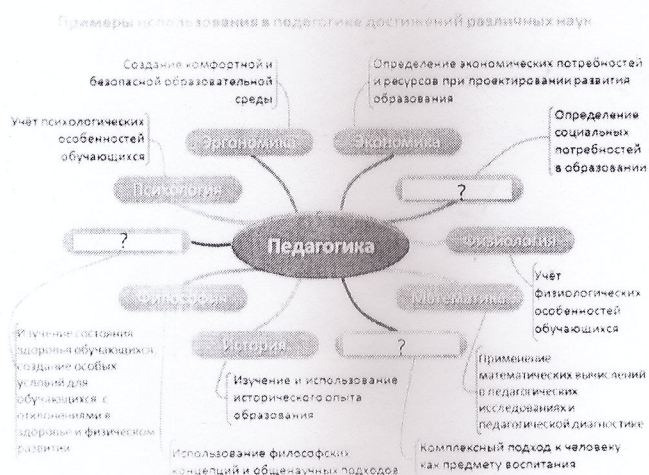 Примеры использования в педагогике достижений различных наук
Создание комфортной и
безопасной образовательной
среды
Определение экономических потребностей
и ресурсов при проектировании развития
образования
Учёт психологических
особенностей
обучающихся
Эргономика
Экономика
Определение
социальных
потребностей
в образовании
Психология
?
?
Педагогика
Физиология
Философия
Математика
Учёт
физиологических
особенностей
обучающихся
История
?
Изучение состояния
здоровья обучающихся,
создание особых
условий для
обучающихся с
отклонениями в
здоровье и физическом
развитии
Изучение и использование
исторического опыта
образования
Применение
математических вычислений
в педагогических
исследованиях и
педагогической диагностике
Использование философских
концепций и общенаучных подходов
Комплексный подход к человеку
как предмету воспитания